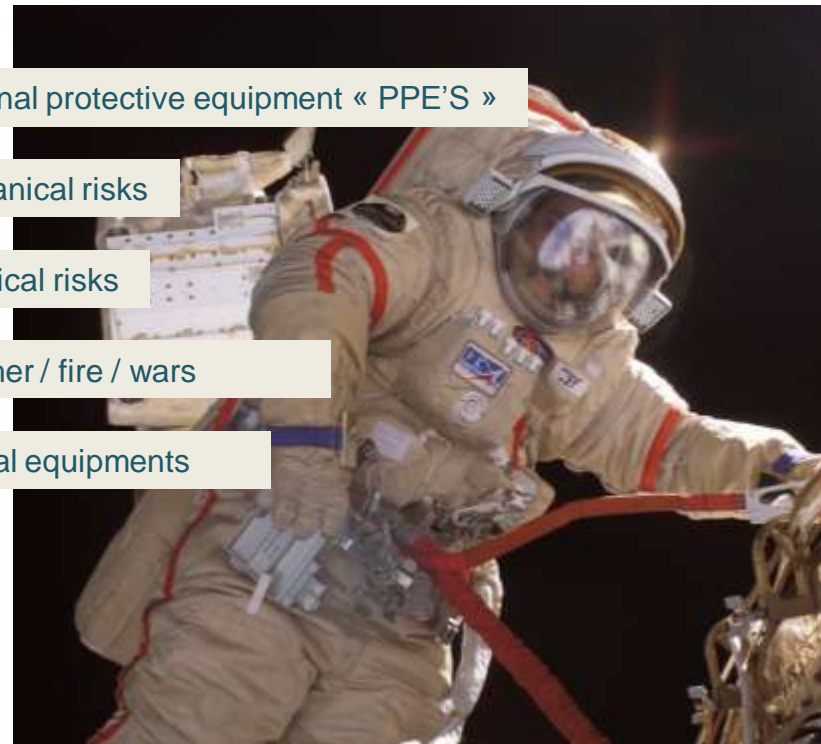 nal protective equipment « PPE’S »
anical risks
ical risks
her / fire / wars
al equipments